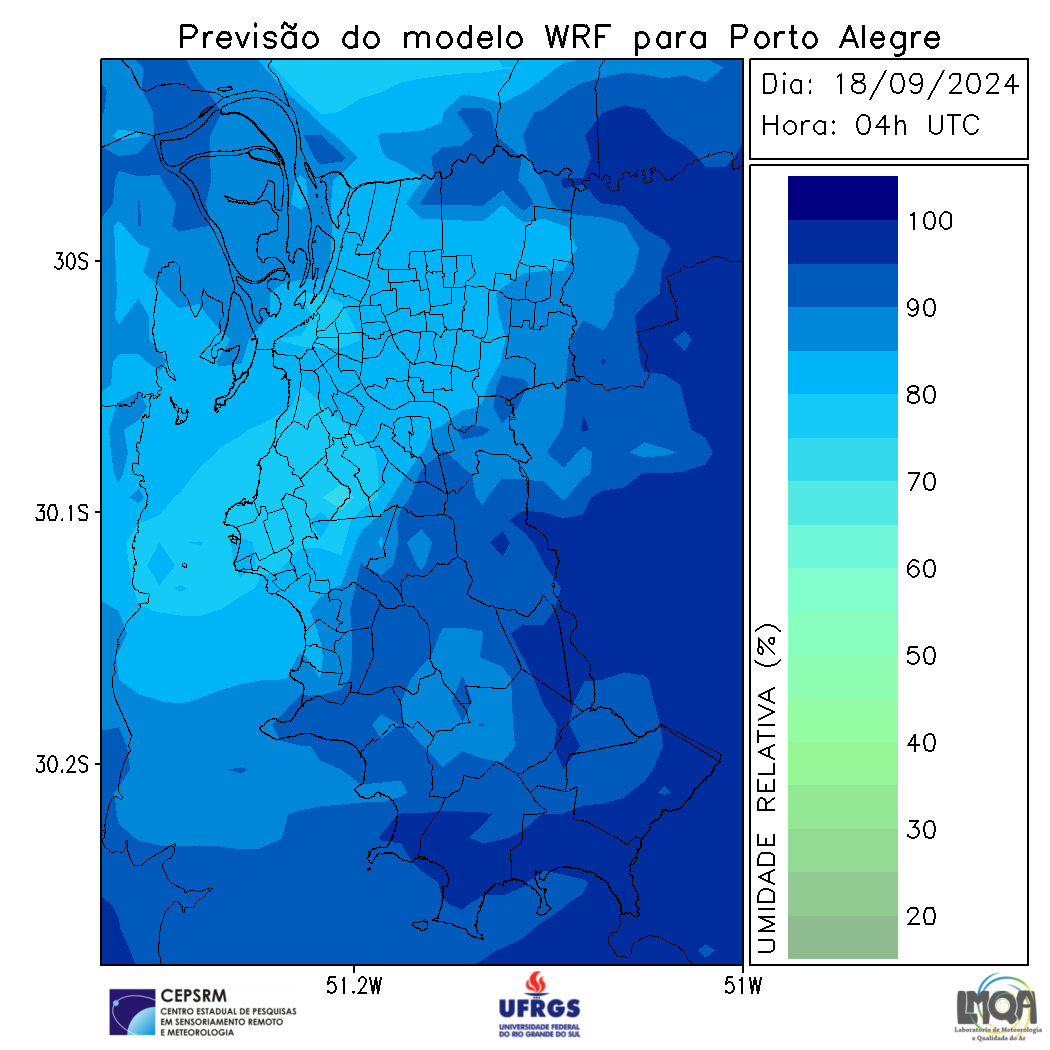 Previsão do modelo WRF para Porto Alegre
Dia: 18/09/2024
Hora: 04h UTC
30S
30.1S
30.2S
51.2W
51W
100
90
80
70
60
50
40
30
20
UMIDADE RELATIVA (%)
CEPSRM
CENTRO ESTADUAL DE PESQUISAS
EM SENSORIAMENTO REMOTO
E METEOROLOGIA
UFRGS
UNIVERSIDADE FEDERAL
DO RIO GRANDE DO SUL
LMQA
Laboratório de Meteorologia
e Qualidade do Ar